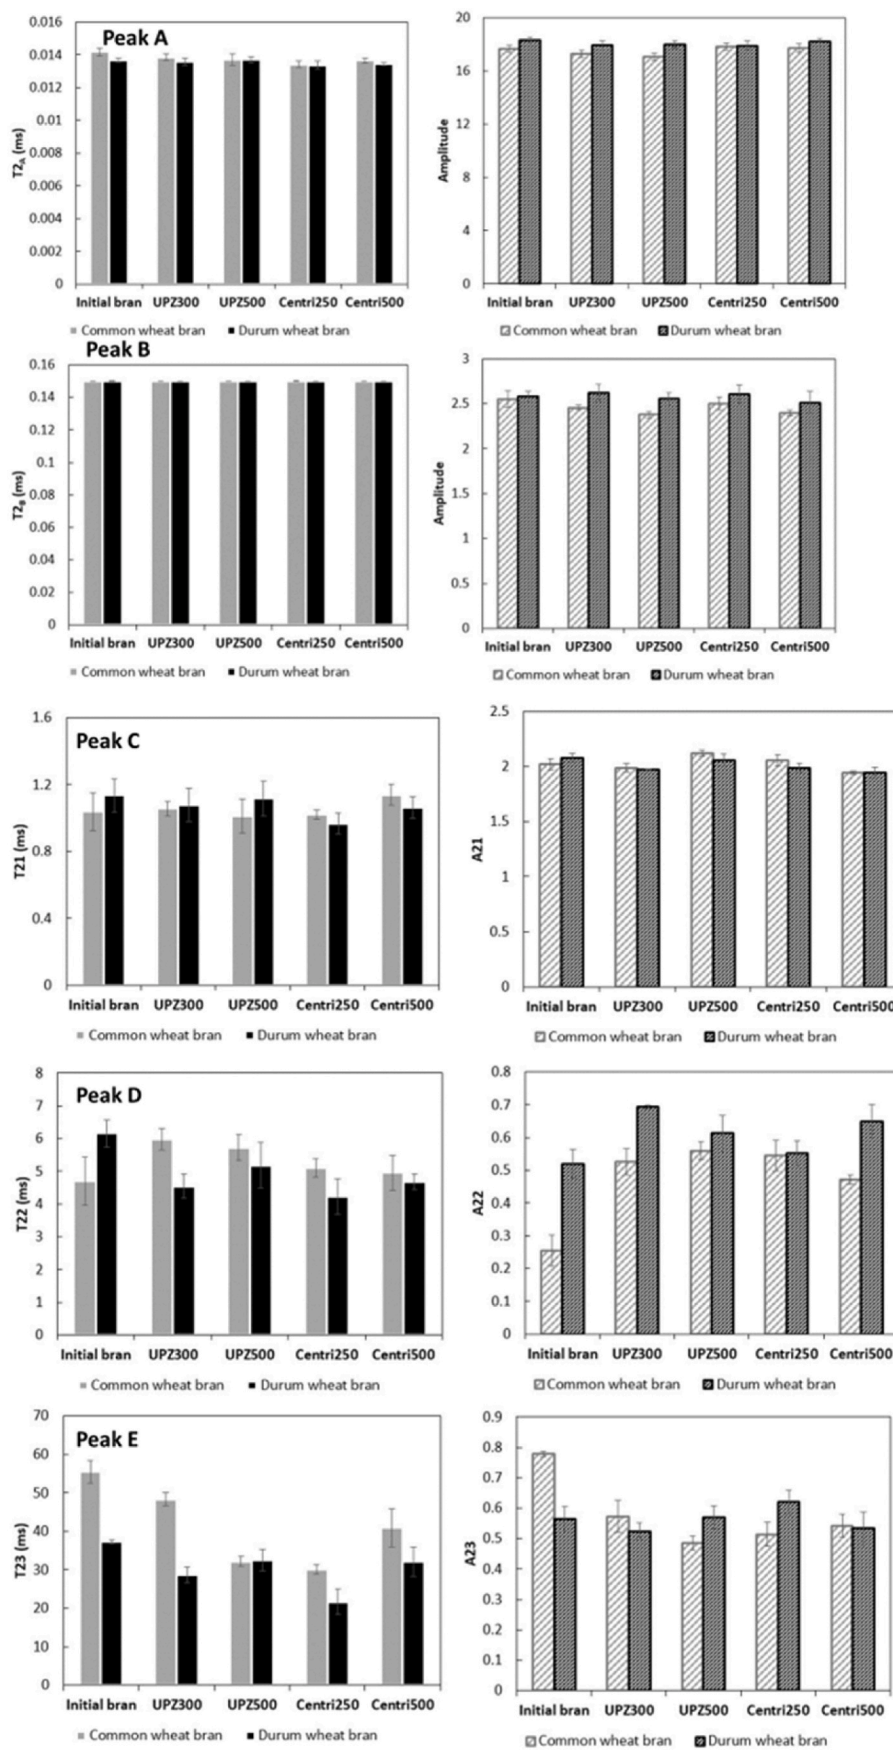 Peak A
0.016
0.014
0.012
0.01
0.008
0.006
0.004
0.002
0
T2A (ms)
Initial bran UPZ300 UPZ500 Centri250 Centri500
Common wheat bran Durum wheat bran
20
16
12
8
4
0
Amplitude
Initial bran UPZ300 UPZ500 Centri250 Centri500
Common wheat bran Durum wheat bran
Peak B
0.16
0.14
0.12
0.1
0.08
0.06
0.04
0.02
0
T2B (ms)
Initial bran UPZ300 UPZ500 Centri250 Centri500
Common wheat bran Durum wheat bran
3
2.5
2
1.5
1
0.5
0
Amplitude
Initial bran UPZ300 UPZ500 Centri250 Centri500
Common wheat bran Durum wheat bran
Peak C
1.6
1.2
0.8
0.4
0
T21 (ms)
Initial bran UPZ300 UPZ500 Centri250 Centri500
Common wheat bran Durum wheat bran
2.5
2
1.5
1
0.5
0
A21
Initial bran UPZ300 UPZ500 Centri250 Centri500
Common wheat bran Durum wheat bran
Peak D
8
7
6
5
4
3
2
1
0
T22 (ms)
Initial bran UPZ300 UPZ500 Centri250 Centri500
Common wheat bran Durum wheat bran
0.8
0.7
0.6
0.5
0.4
0.3
0.2
0.1
0
A22
Initial bran UPZ300 UPZ500 Centri250 Centri500
Common wheat bran Durum wheat bran
Peak E
70
60
50
40
30
20
10
0
T23 (ms)
Initial bran UPZ300 UPZ500 Centri250 Centri500
Common wheat bran Durum wheat bran
0.9
0.8
0.7
0.6
0.5
0.4
0.3
0.2
0.1
0
A23
Initial bran UPZ300 UPZ500 Centri250 Centri500
Common wheat bran Durum wheat bran